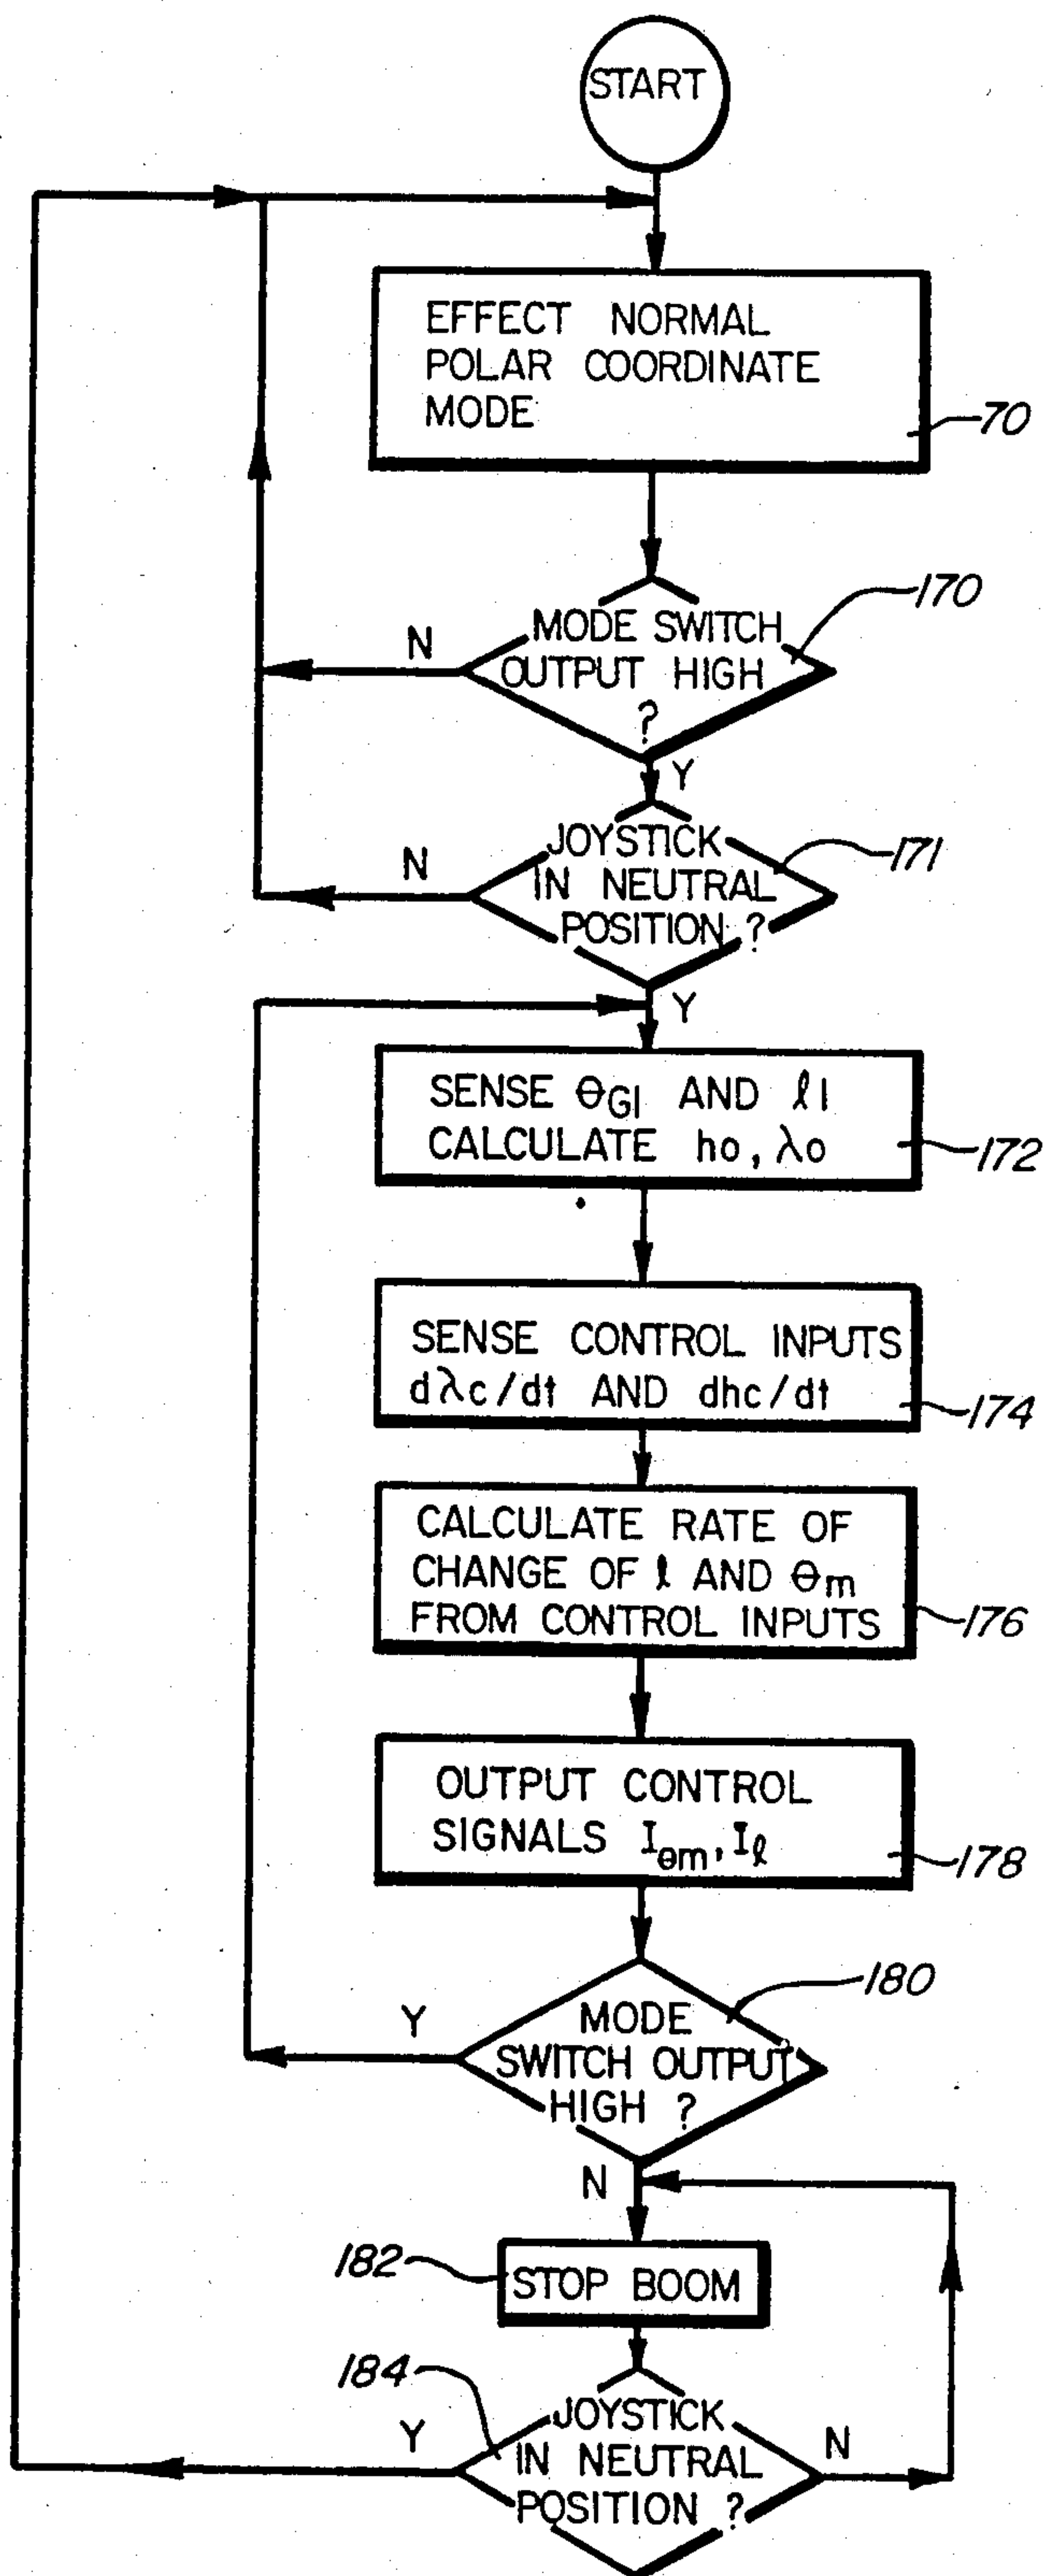 START
EFFECT NORMAL
POLAR COORDINATE
MODE
70
170
MODE SWITCH
OUTPUT HIGH
?
N
Y
171
JOYSTICK
IN NEUTRAL
POSITION ?
N
Y
SENSE θGI AND ℓI
CALCULATE ho, λo
172
SENSE CONTROL INPUTS
dλc/dt AND dhc/dt
174
CALCULATE RATE OF
CHANGE OF ℓ AND θm
FROM CONTROL INPUTS
176
OUTPUT CONTROL
SIGNALS Iθm, Iℓ
178
180
MODE
SWITCH OUTPUT
HIGH ?
Y
N
182
STOP BOOM
184
JOYSTICK
IN NEUTRAL
POSITION ?
Y
N